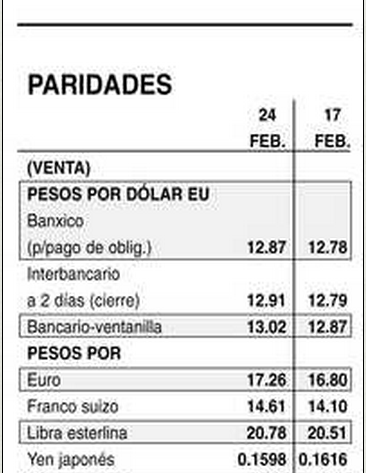 PARIDADES
24 17
FEB. FEB.
(VENTA)
PESOS POR DÓLAR EU
Banxico
(p/pago de oblig.) 12.87 12.78
Interbancario
a 2 días (cierre) 12.91 12.79
Bancario-ventanilla 13.02 12.87
PESOS POR
Euro 17.26 16.80
Franco suizo 14.61 14.10
Libra esterlina 20.78 20.51
Yen japonés 0.1598 0.1616